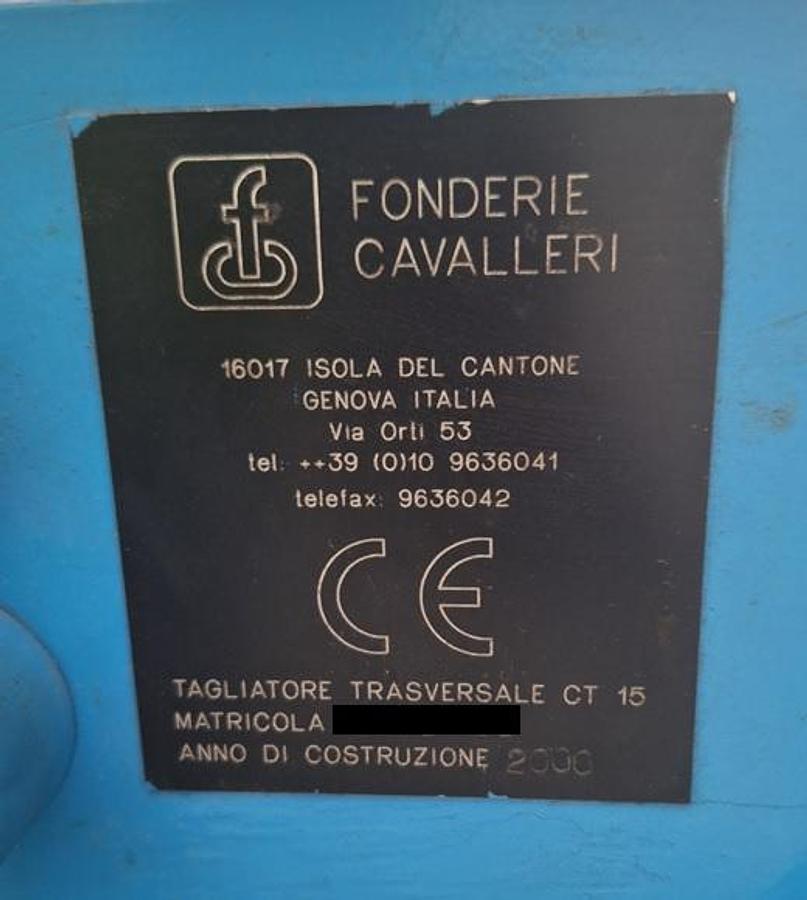 FONDERIE
CAVALLERI
16017 ISOLA DEL CANTONE
GENOVA ITALIA
Via Orti 53
tel: ++39 (0)10 9636041
telefax: 9636042
CE
TAGLIATORE TRASVERSALE CT 15
MATRICOLA
ANNO DI COSTRUZIONE 2000